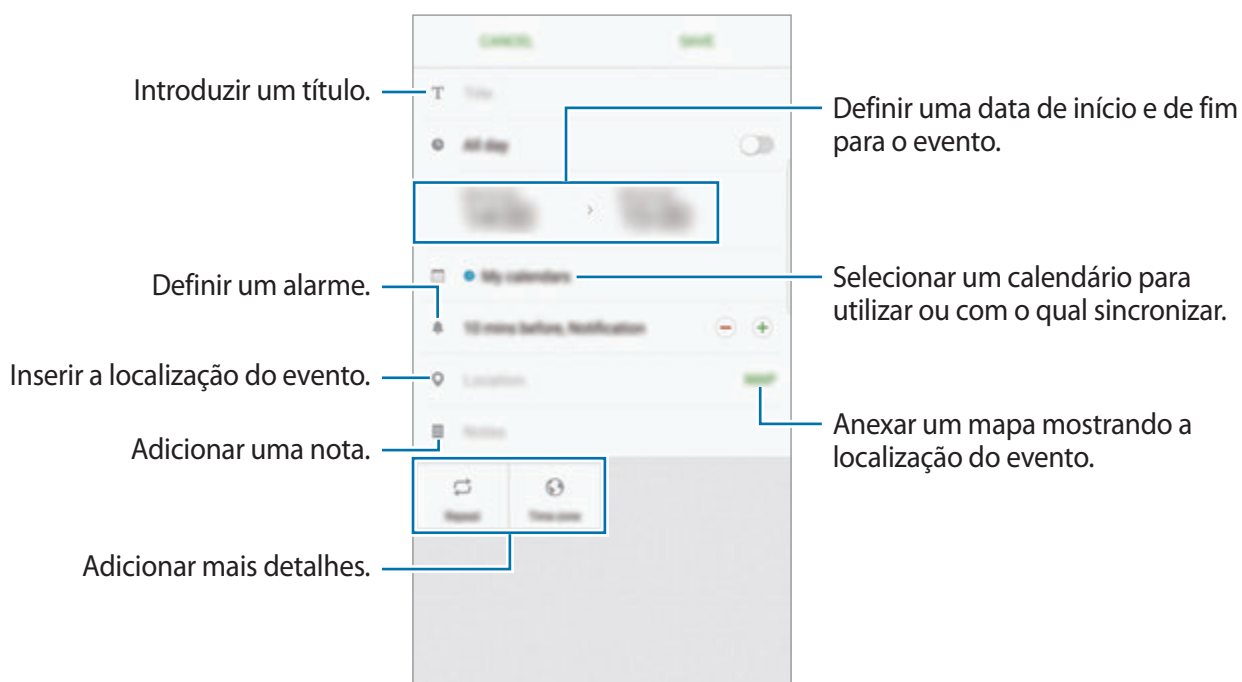 CANCEL
SAVE
Introduzir um título.
Title
Definir uma data de início e de fim
para o evento.
All day
Definir um alarme.
My calendars
Selecionar um calendário para
utilizar ou com o qual sincronizar.
10 mins before, Notification
Inserir a localização do evento.
Location
MAP
Anexar um mapa mostrando a
localização do evento.
Adicionar uma nota.
Notes
Repeat
Time zone
Adicionar mais detalhes.